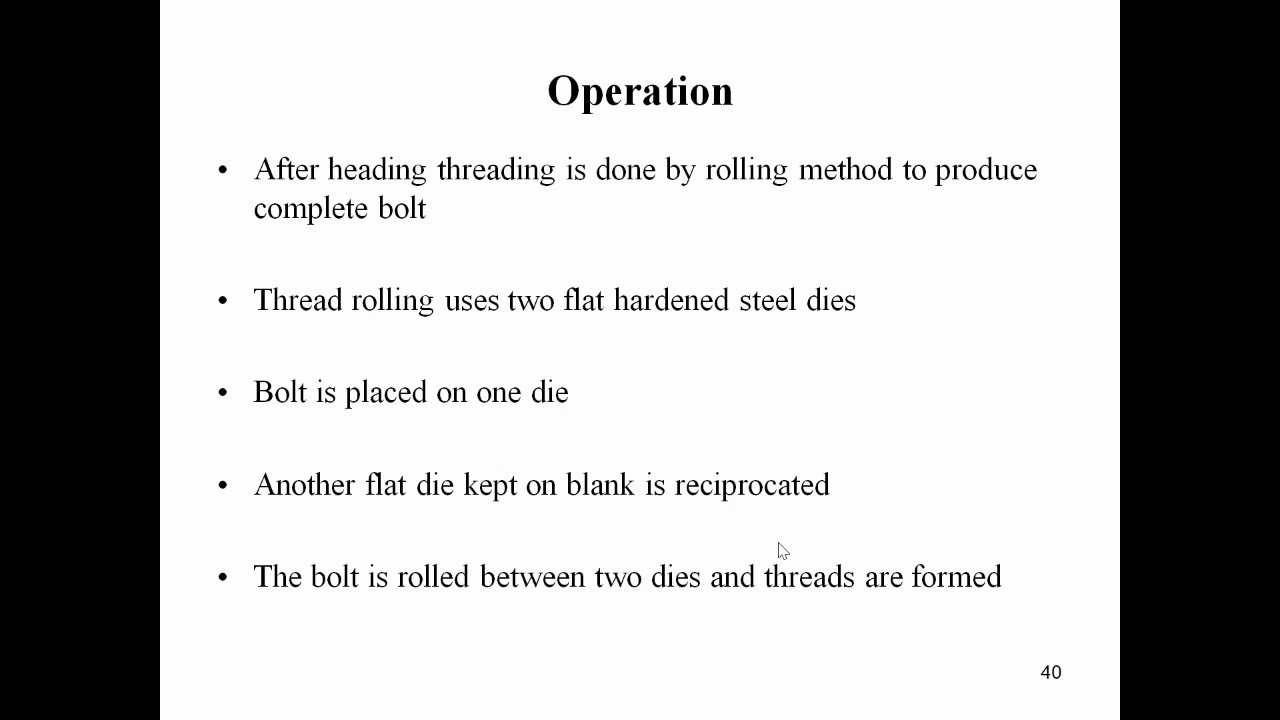 Operation
• After heading threading is done by rolling method to produce
complete bolt
• Thread rolling uses two flat hardened steel dies
• Bolt is placed on one die
• Another flat die kept on blank is reciprocated
• The bolt is rolled between two dies and threads are formed
40